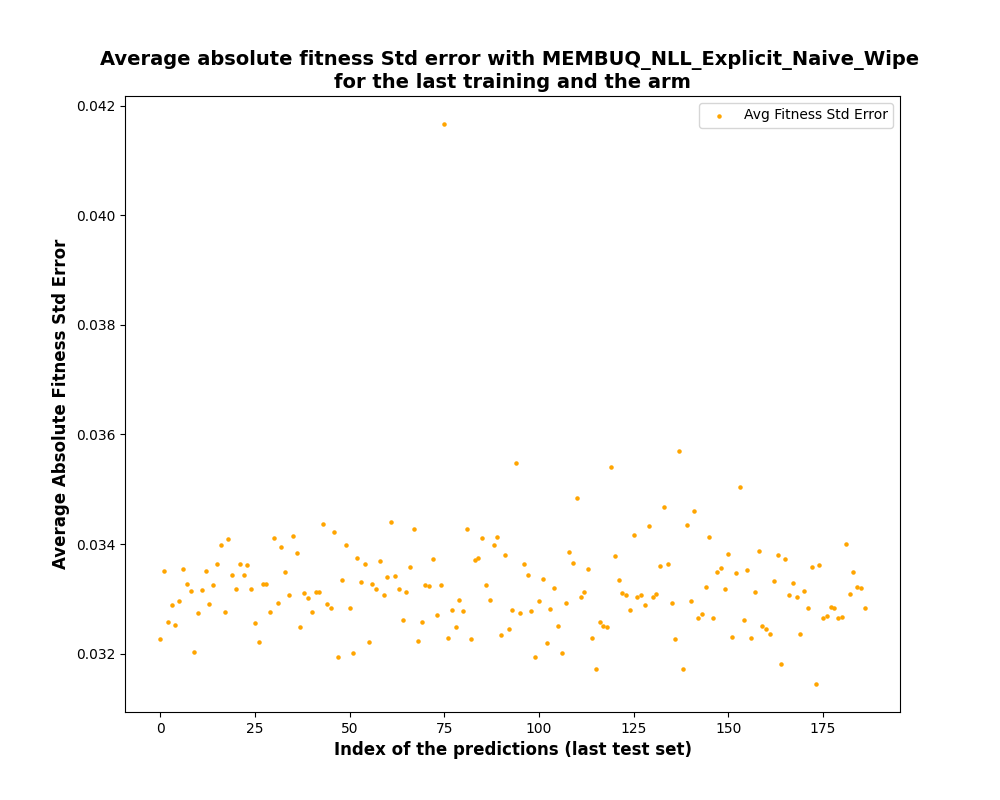 Average absolute fitness Std error with MEMBUQ_NLL_Explicit_Naive_Wipe
for the last training and the arm
Avg Fitness Std Error
0.042
0.040
0.038
0.036
0.034
0.032
Average Absolute Fitness Std Error
0 25 50 75 100 125 150 175
Index of the predictions (last test set)